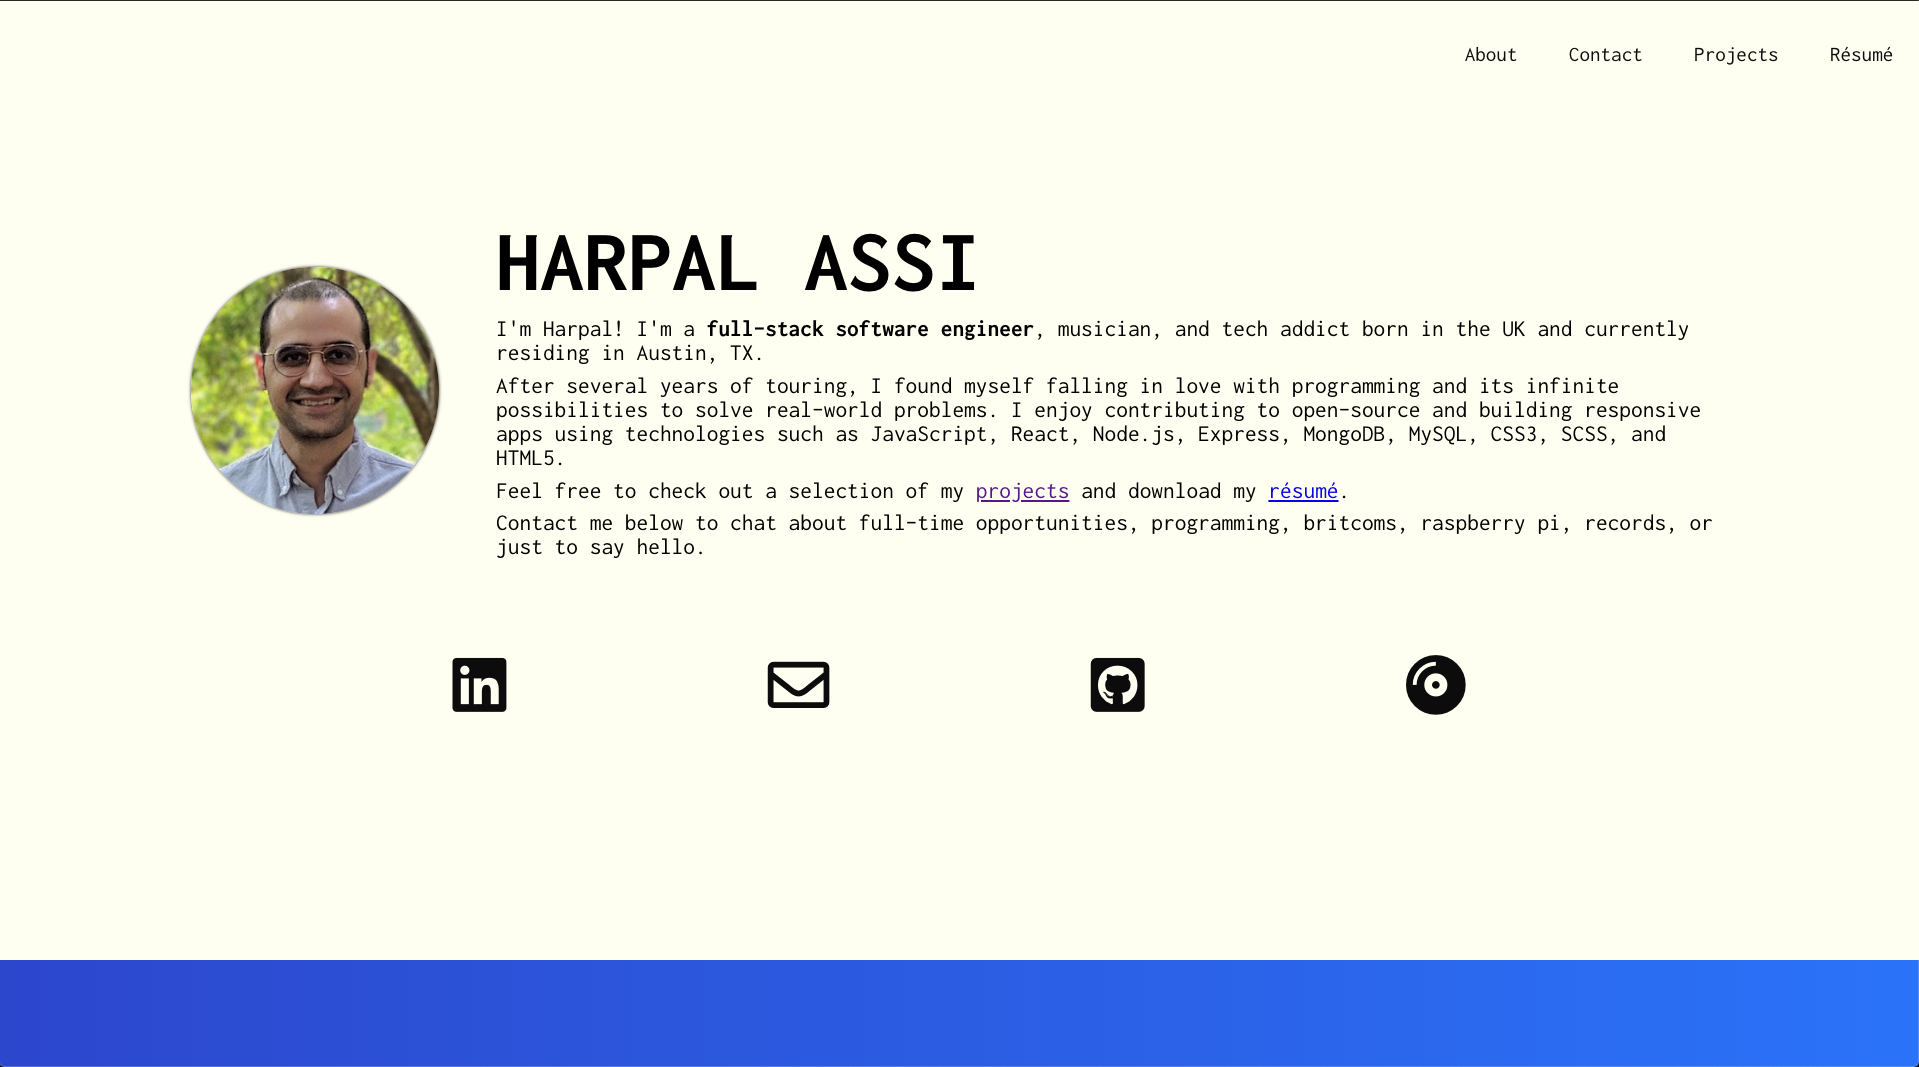 About Contact Projects Résumé
HARPAL ASSI
I'm Harpal! I'm a full-stack software engineer, musician, and tech addict born in the UK and currently
residing in Austin, TX.
After several years of touring, I found myself falling in love with programming and its infinite
possibilities to solve real-world problems. I enjoy contributing to open-source and building responsive
apps using technologies such as JavaScript, React, Node.js, Express, MongoDB, MySQL, CSS3, SCSS, and
HTML5.
Feel free to check out a selection of my projects and download my résumé.
Contact me below to chat about full-time opportunities, programming, britcoms, raspberry pi, records, or
just to say hello.
in